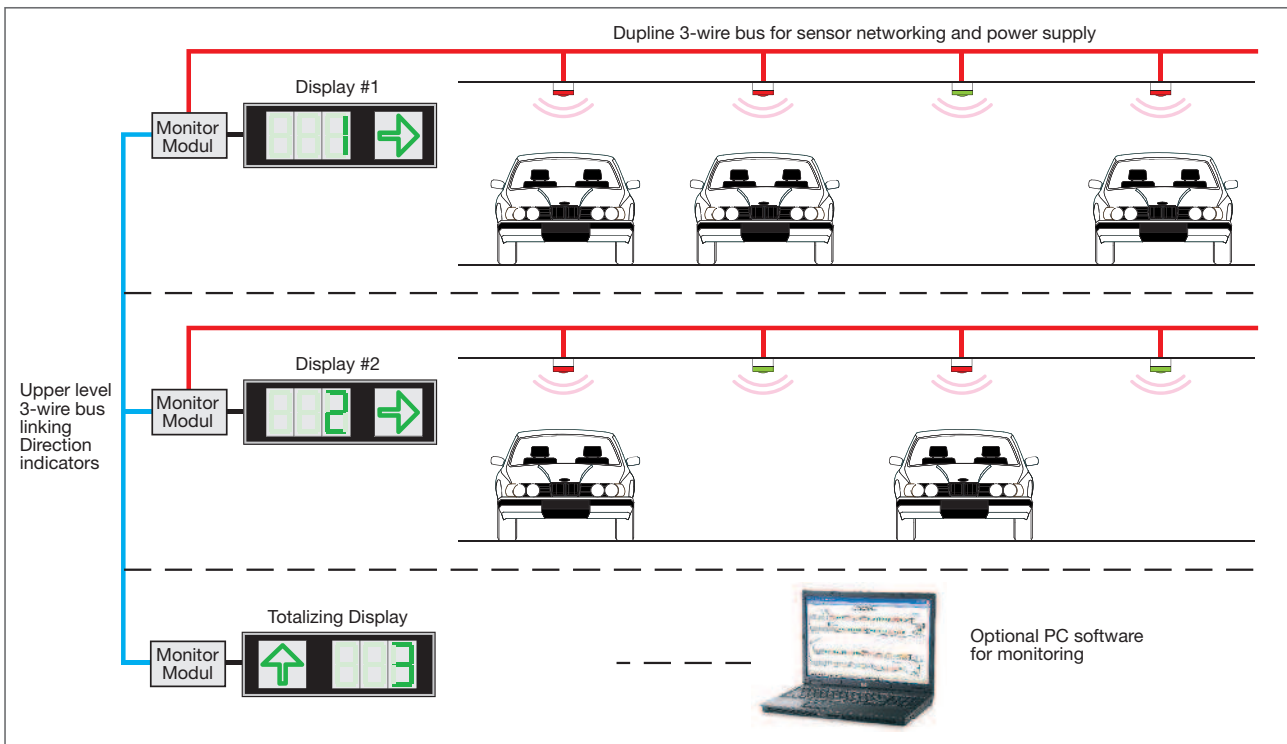 Dupline 3-wire bus for sensor networking and power supply
Display #1
Monitor
Modul
1
Display #2
Monitor
Modul
2
Upper level
3-wire bus
linking
Direction
indicators
Totalizing Display
Monitor
Modul
3
Optional PC software
for monitoring